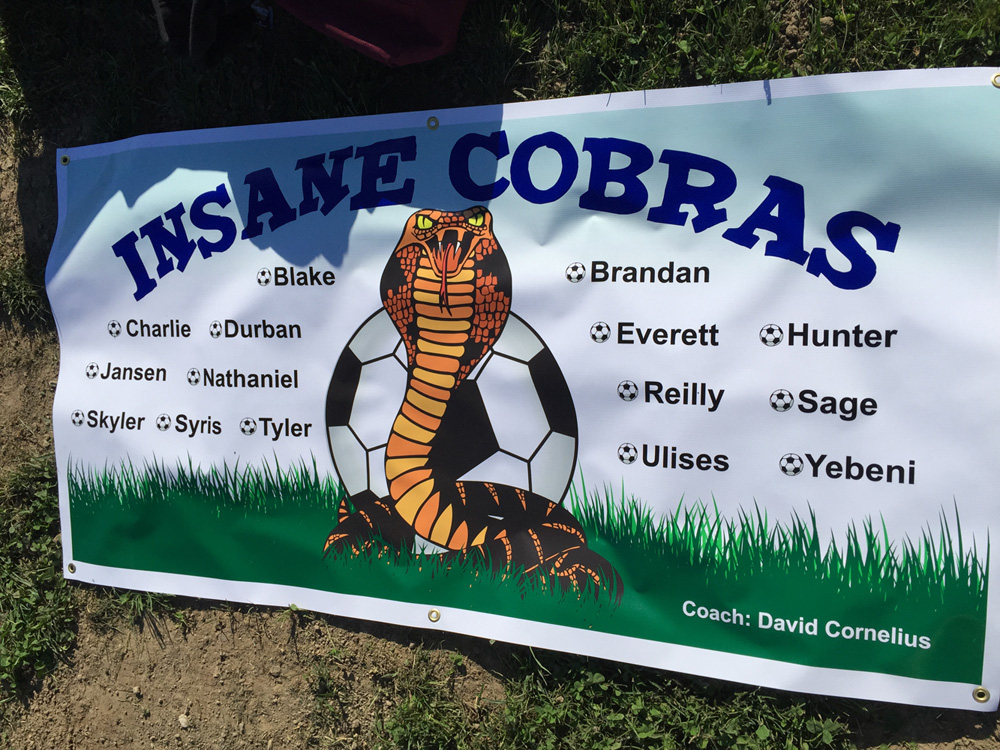 INSANE COBRAS
Blake
Brandan
Charlie Durban
Everett Hunter
Jansen Nathaniel
Reilly Sage
Skyler Syris Tyler
Ulises Yebeni
Coach: David Cornelius